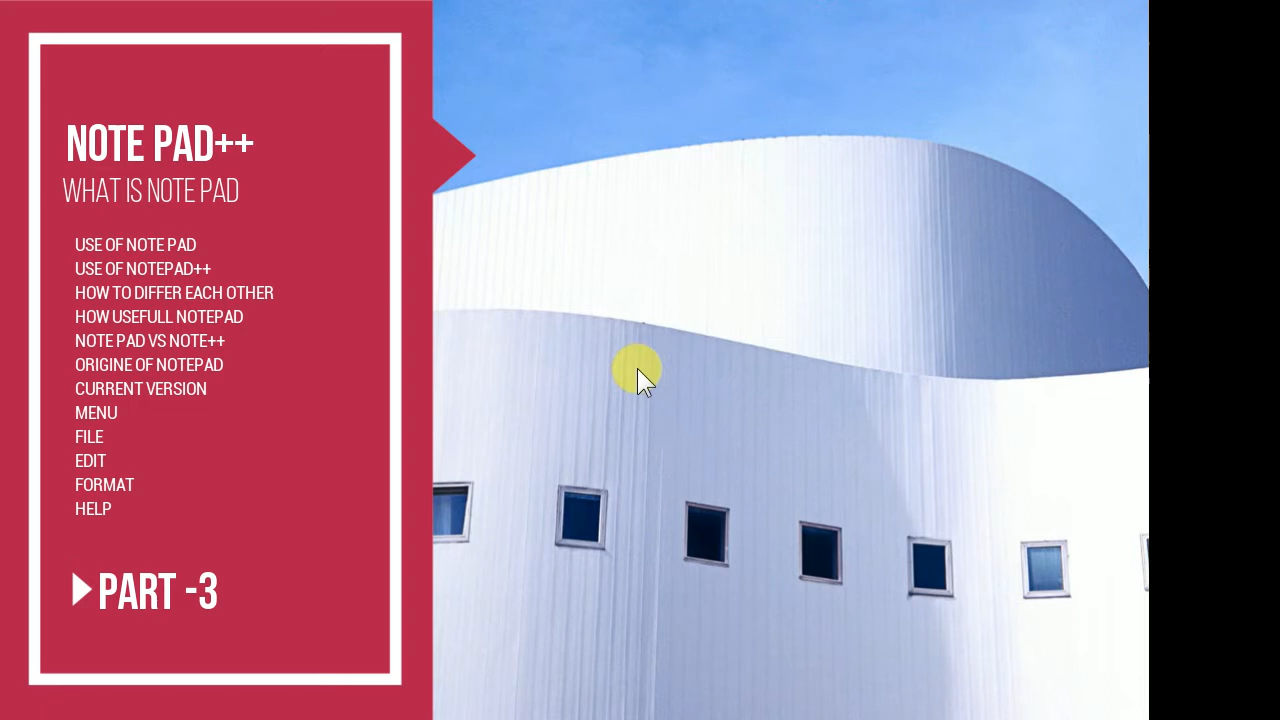 NOTE PAD++
WHAT IS NOTE PAD
USE OF NOTE PAD
USE OF NOTEPAD++
HOW TO DIFFER EACH OTHER
HOW USEFULL NOTEPAD
NOTE PAD VS NOTE++
ORIGINE OF NOTEPAD
CURRENT VERSION
MENU
FILE
EDIT
FORMAT
HELP
PART -3